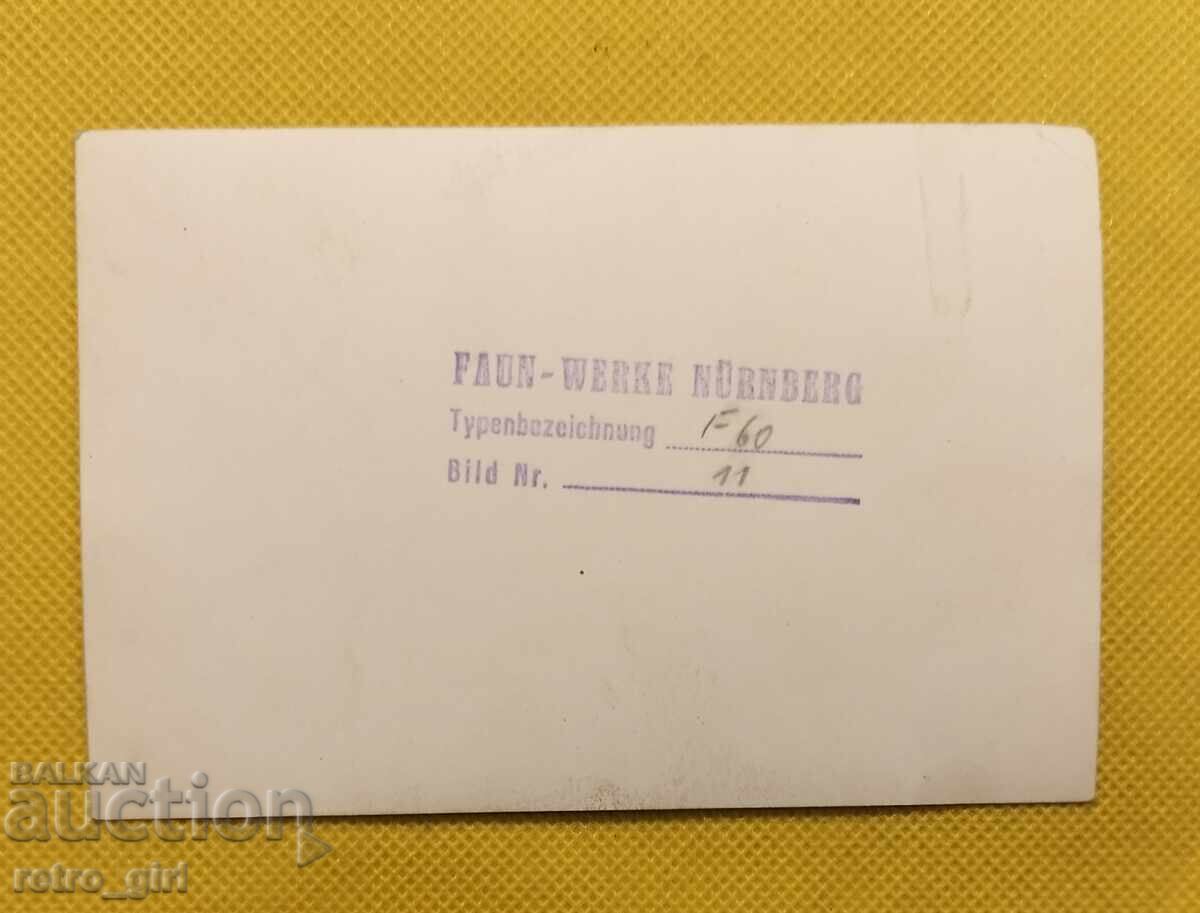 FAUN-WERKE NÜRNBERG
Typenbezeichnung F60
Bild Nr. 11
BALKAN
auction
retro_girl